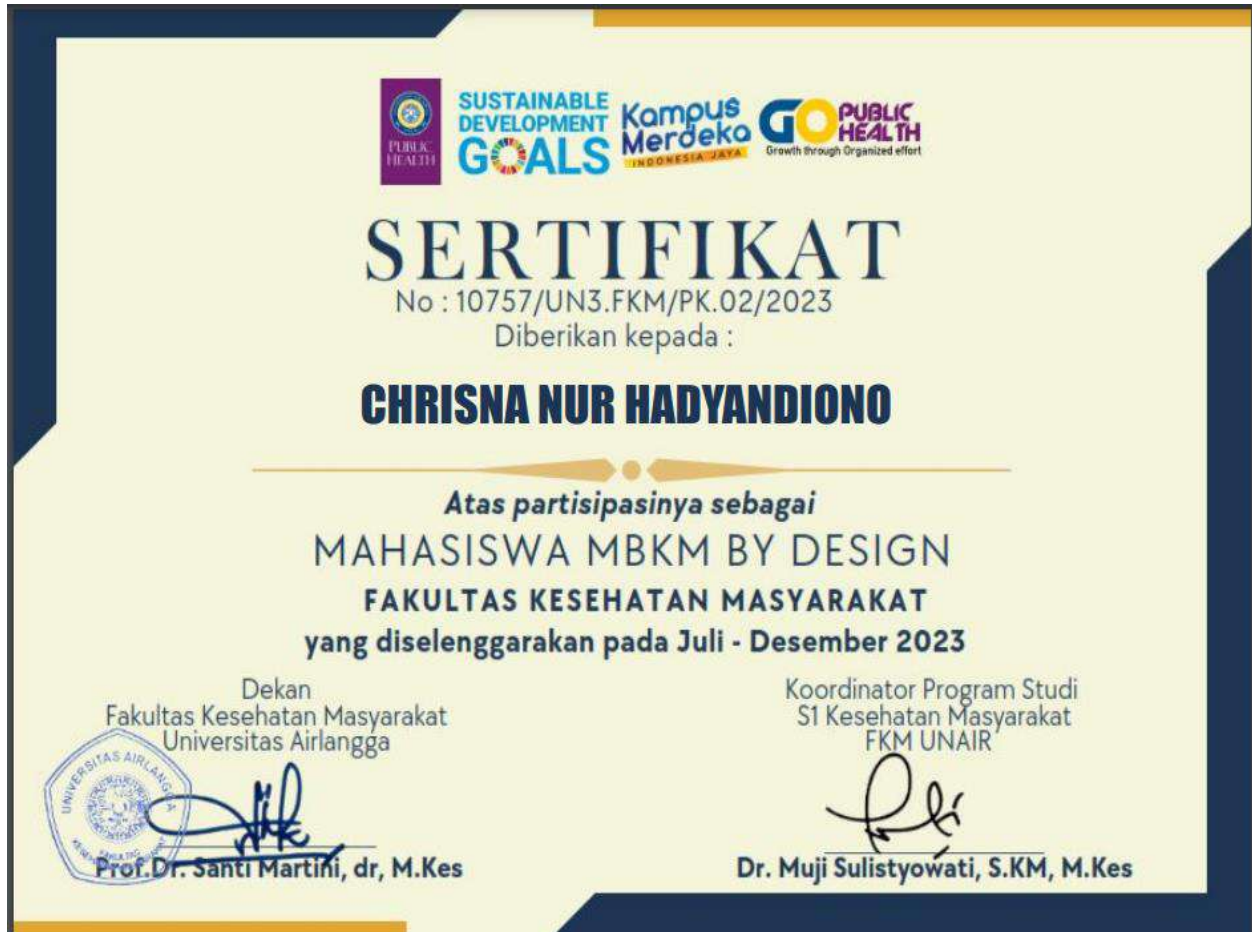 PUBLIC
HEALTH
SUSTAINABLE
DEVELOPMENT
GOALS
Kampus
Merdeka
INDONESIA JAYA
GO PUBLIC
HEALTH
Growth through Organized effort
SERTIFIKAT
No : 10757/UN3.FKM/PK.02/2023
Diberikan kepada :
CHRISNA NUR HADYANDIONO
Atas partisipasinya sebagai
MAHASISWA MBKM BY DESIGN
FAKULTAS KESEHATAN MASYARAKAT
yang diselenggarakan pada Juli - Desember 2023
Dekan
Fakultas Kesehatan Masyarakat
Universitas Airlangga
UNIVERSITAS AIRLANGGA
FAKULTAS
KESEHATAN MASYARAKAT
Prof.Dr. Santi Martini, dr, M.Kes
Koordinator Program Studi
S1 Kesehatan Masyarakat
FKM UNAIR
Dr. Muji Sulistyowati, S.KM, M.Kes